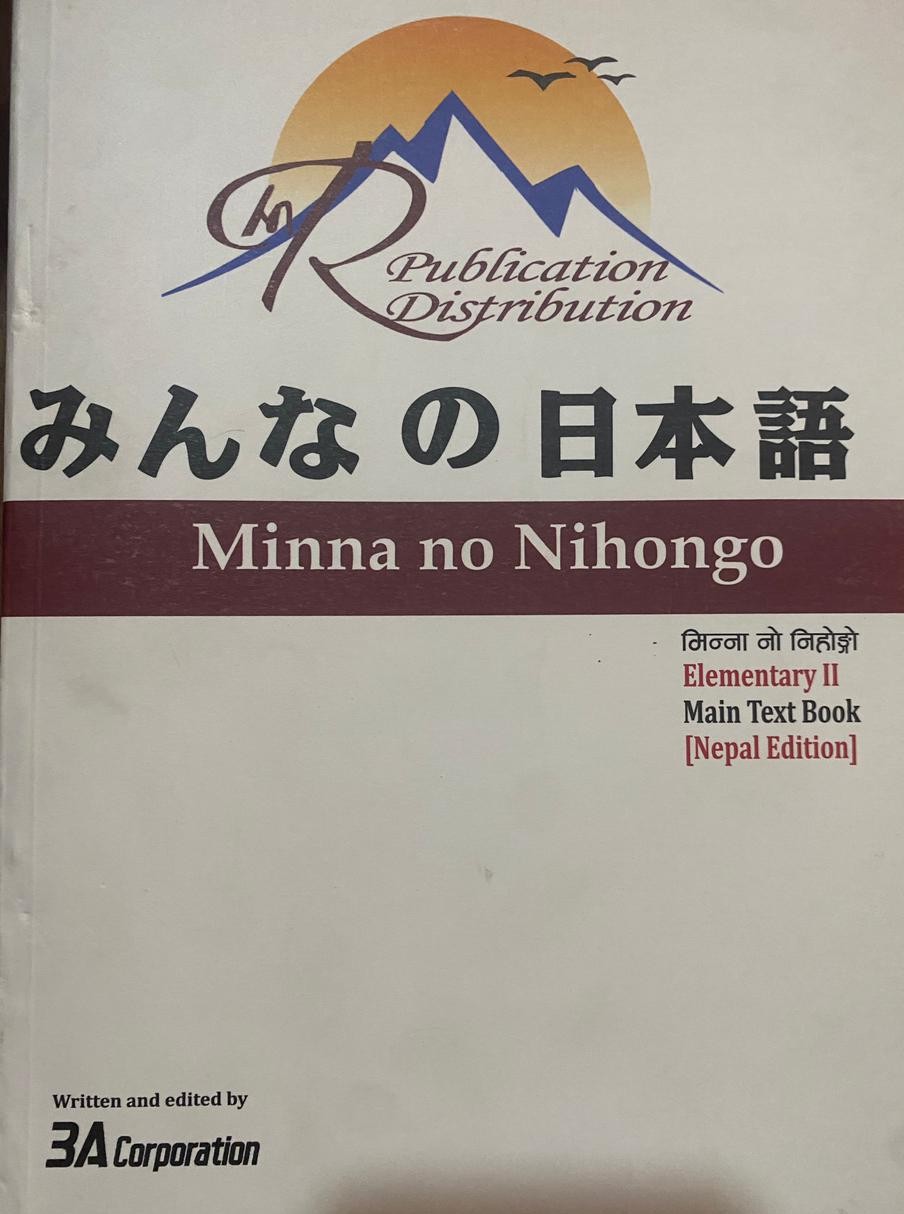 Publication
Distribution
みんなの日本語
Minna no Nihongo
मिन्ना नो निहोङ्गो
Elementary II
Main Text Book
[Nepal Edition]
Written and edited by
3A Corporation